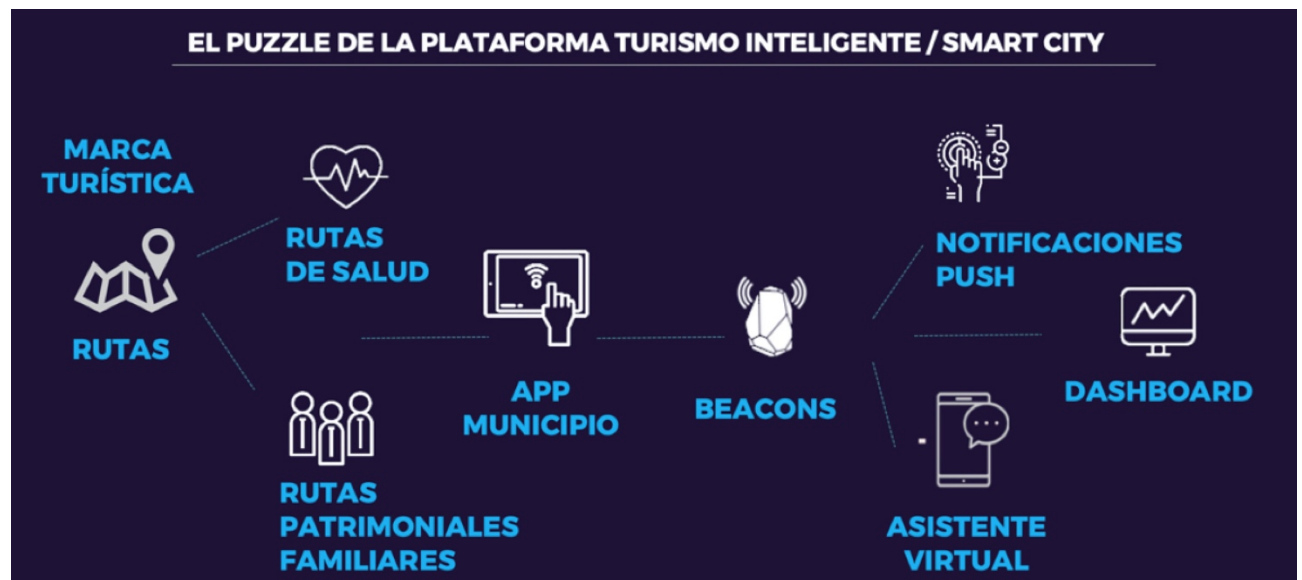 EL PUZZLE DE LA PLATAFORMA TURISMO INTELIGENTE / SMART CITY
MARCA
TURÍSTICA
RUTAS
RUTAS
DE SALUD
RUTAS
PATRIMONIALES
FAMILIARES
APP
MUNICIPIO
BEACONS
NOTIFICACIONES
PUSH
DASHBOARD
ASISTENTE
VIRTUAL